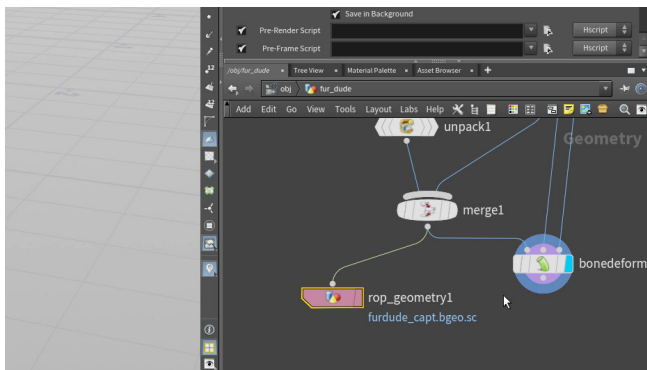 Save in Background
Pre-Render Script Hscript
Pre-Frame Script Hscript
/obj/fur_dude Tree View Material Palette Asset Browser +
obj fur_dude
Add Edit Go View Tools Layout Labs Help
unpack1
Geometry
merge1
bonedeform
rop_geometry1
furdude_capt.bgeo.sc
12